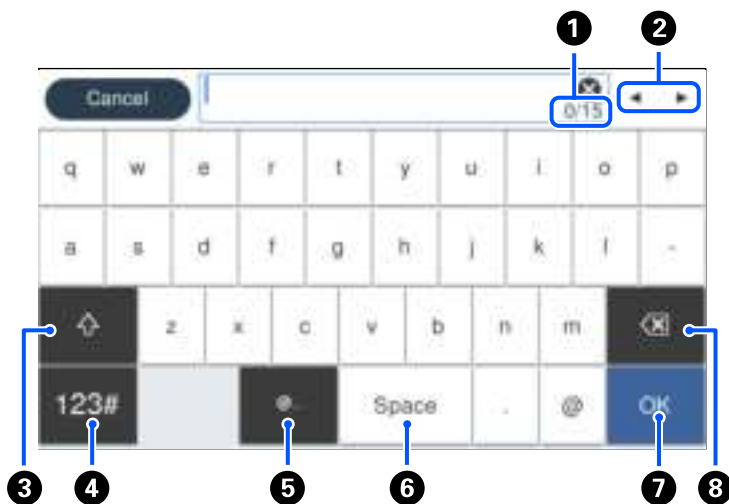 1 2
Cancel 0/15
q w e r t y u i o p
a s d f g h j k l -
z x c v b n m
123# @... Space . @ OK
3 4 5 6 7 8